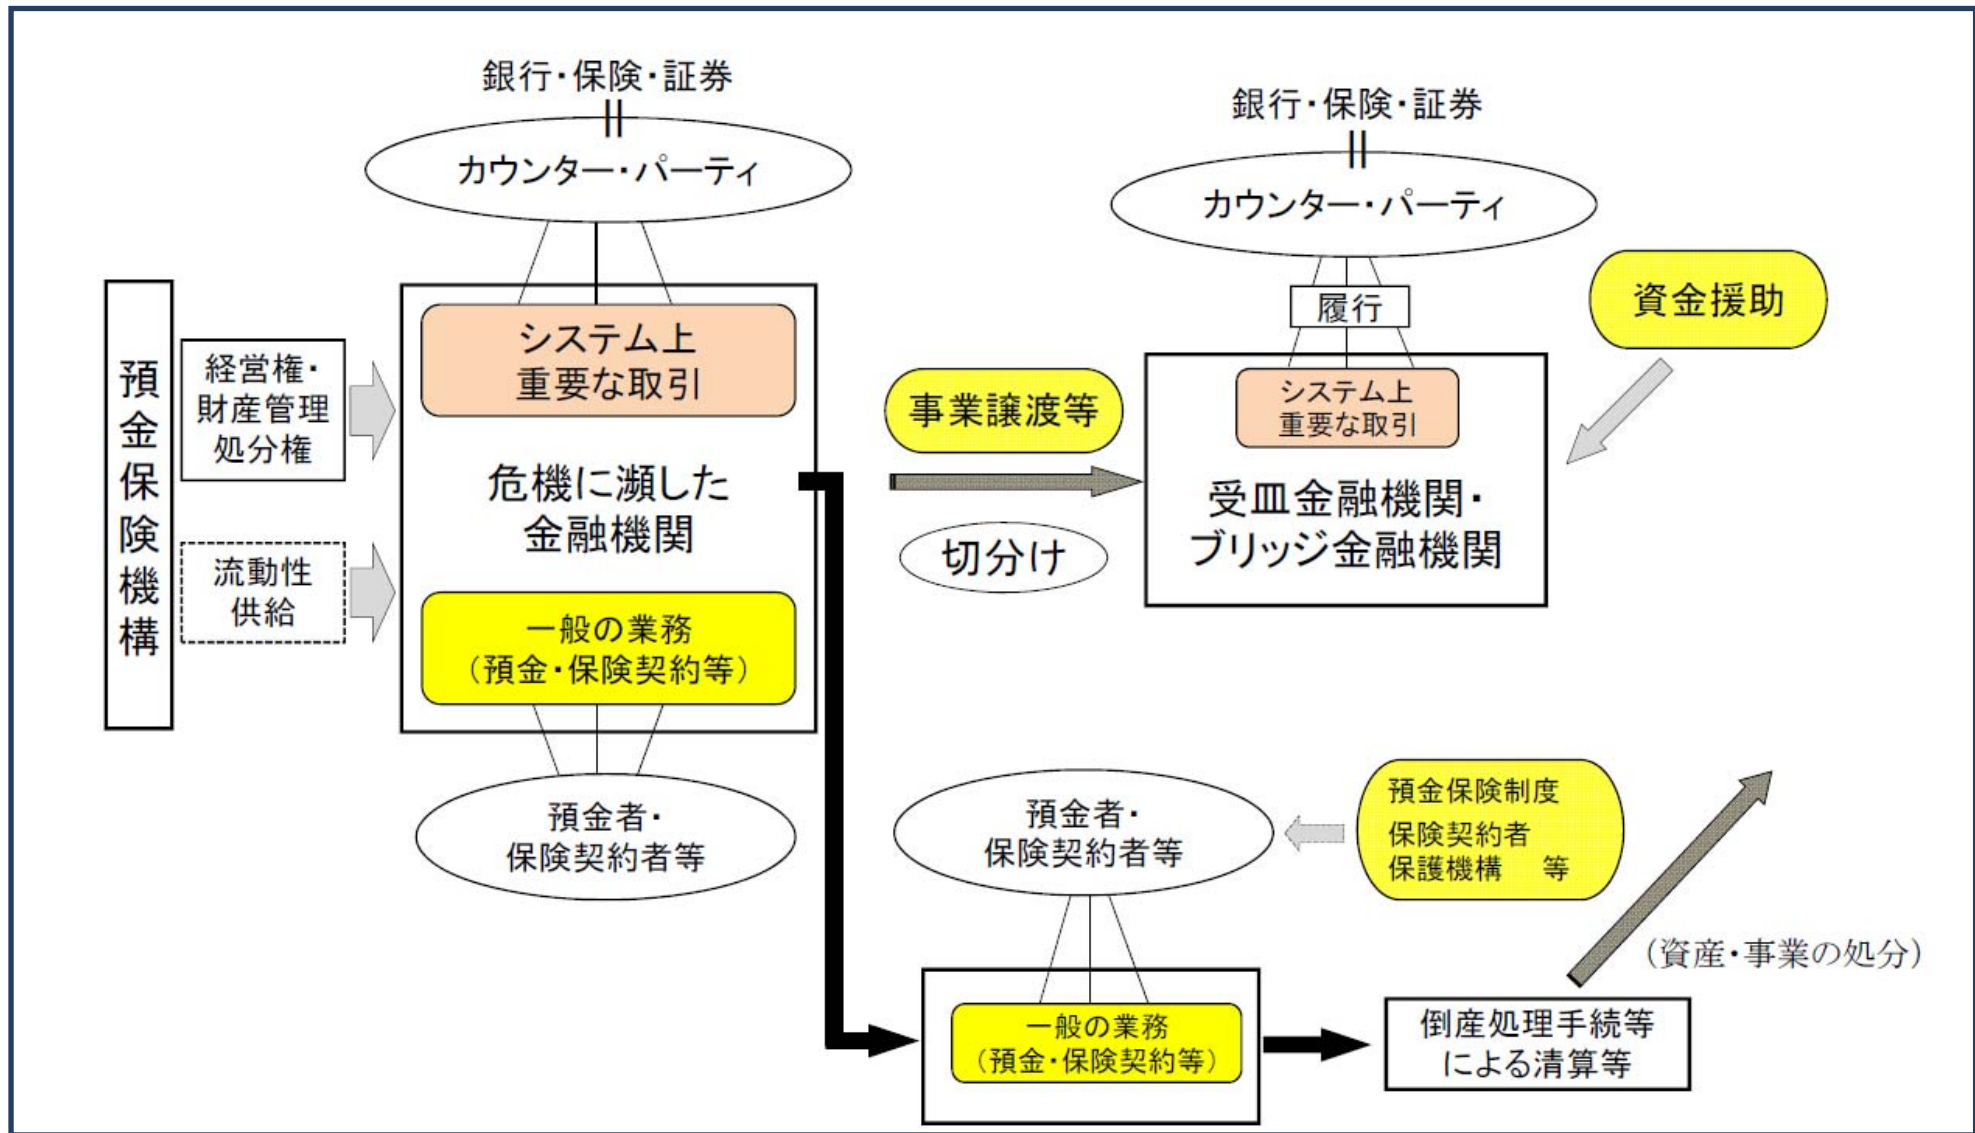 銀行・保険・証券
カウンター・パーティ
預金保険機構
経営権・
財産管理
処分権
流動性
供給
システム上
重要な取引
危機に瀕した
金融機関
一般の業務
（預金・保険契約等）
預金者・
保険契約者等
事業譲渡等
切分け
銀行・保険・証券
カウンター・パーティ
履行
システム上
重要な取引
受皿金融機関・
ブリッジ金融機関
資金援助
預金者・
保険契約者等
預金保険制度
保険契約者
保護機構　等
一般の業務
（預金・保険契約等）
（資産・事業の処分）
倒産処理手続等
による清算等